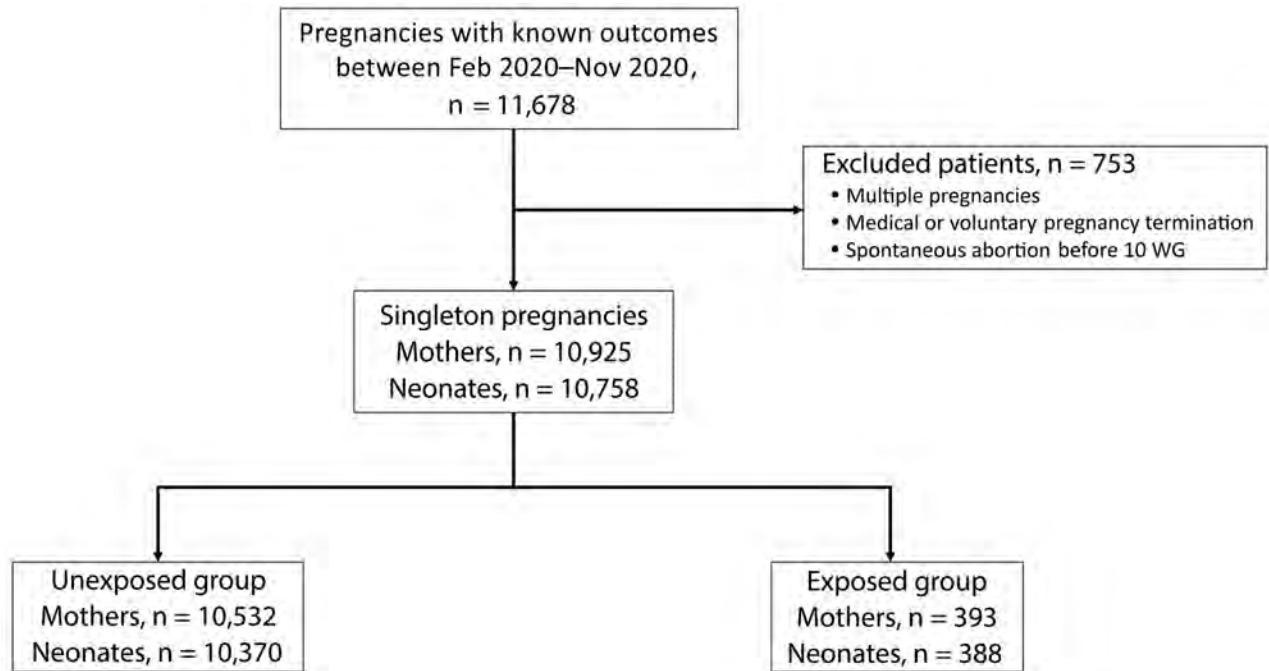 Pregnancies with known outcomes
between Feb 2020–Nov 2020,
n = 11,678
Excluded patients, n = 753
• Multiple pregnancies
• Medical or voluntary pregnancy termination
• Spontaneous abortion before 10 WG
Singleton pregnancies
Mothers, n = 10,925
Neonates, n = 10,758
Unexposed group
Mothers, n = 10,532
Neonates, n = 10,370
Exposed group
Mothers, n = 393
Neonates, n = 388